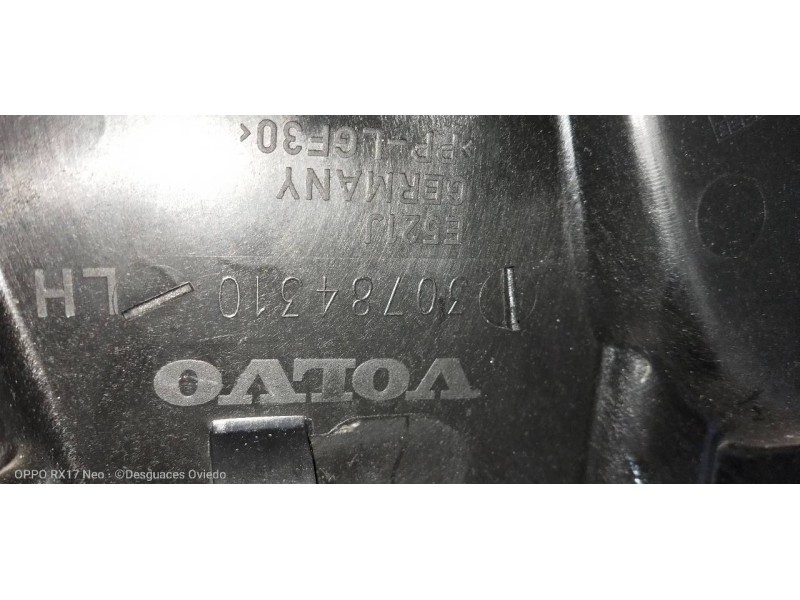 VOLVO
30784310 LH
E521J
GERMANY
>PP-LGF30<
OPPO RX17 Neo · ©Desguaces Oviedo